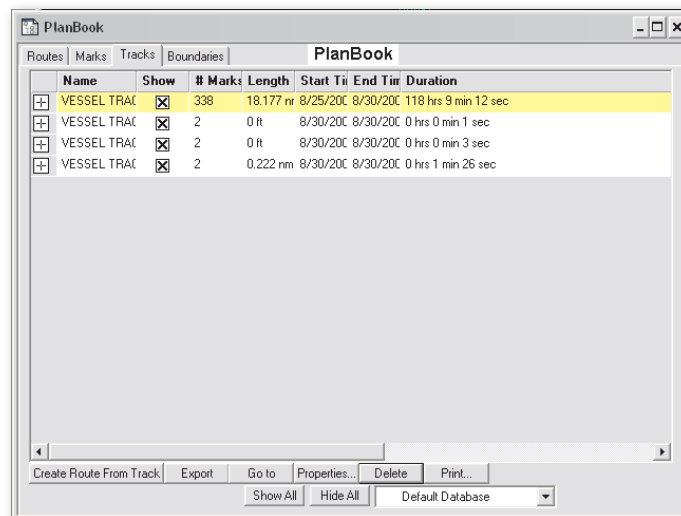 PlanBook
Routes Marks Tracks Boundaries PlanBook
Name Show # Marks Length Start Tir End Tim Duration
VESSEL TRAC 338 18.177 nr 8/25/200 8/30/200 118 hrs 9 min 12 sec
VESSEL TRAC 2 0 ft 8/30/200 8/30/200 0 hrs 0 min 1 sec
VESSEL TRAC 2 0 ft 8/30/200 8/30/200 0 hrs 0 min 3 sec
VESSEL TRAC 2 0.222 nm 8/30/200 8/30/200 0 hrs 1 min 26 sec
Create Route From Track Export Go to Properties... Delete Print...
Show All Hide All Default Database